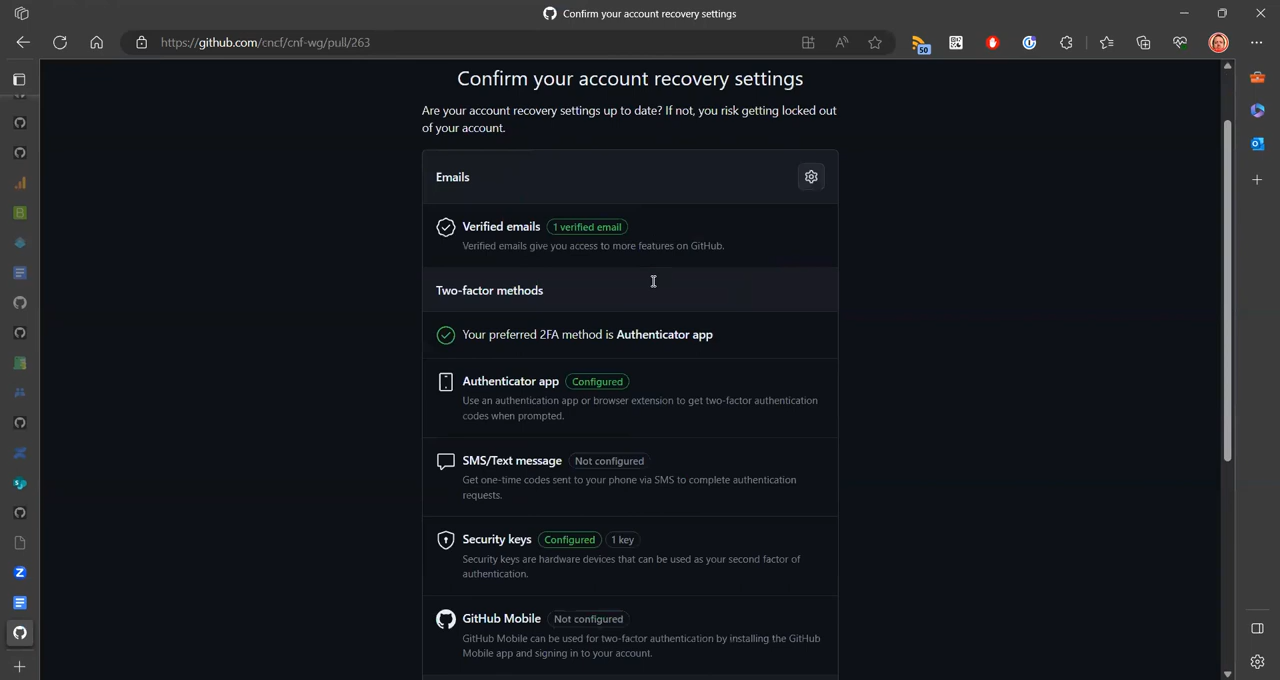 Confirm your account recovery settings
https://github.com/cncf/cnf-wg/pull/263
50
Confirm your account recovery settings
Are your account recovery settings up to date? If not, you risk getting locked out
of your account.
Emails
Verified emails 1 verified email
Verified emails give you access to more features on GitHub.
Two-factor methods
Your preferred 2FA method is Authenticator app
Authenticator app Configured
Use an authentication app or browser extension to get two-factor authentication
codes when prompted.
SMS/Text message Not configured
Get one-time codes sent to your phone via SMS to complete authentication
requests.
Security keys Configured 1 key
Security keys are hardware devices that can be used as your second factor of
authentication.
GitHub Mobile Not configured
GitHub Mobile can be used for two-factor authentication by installing the GitHub
Mobile app and signing in to your account.